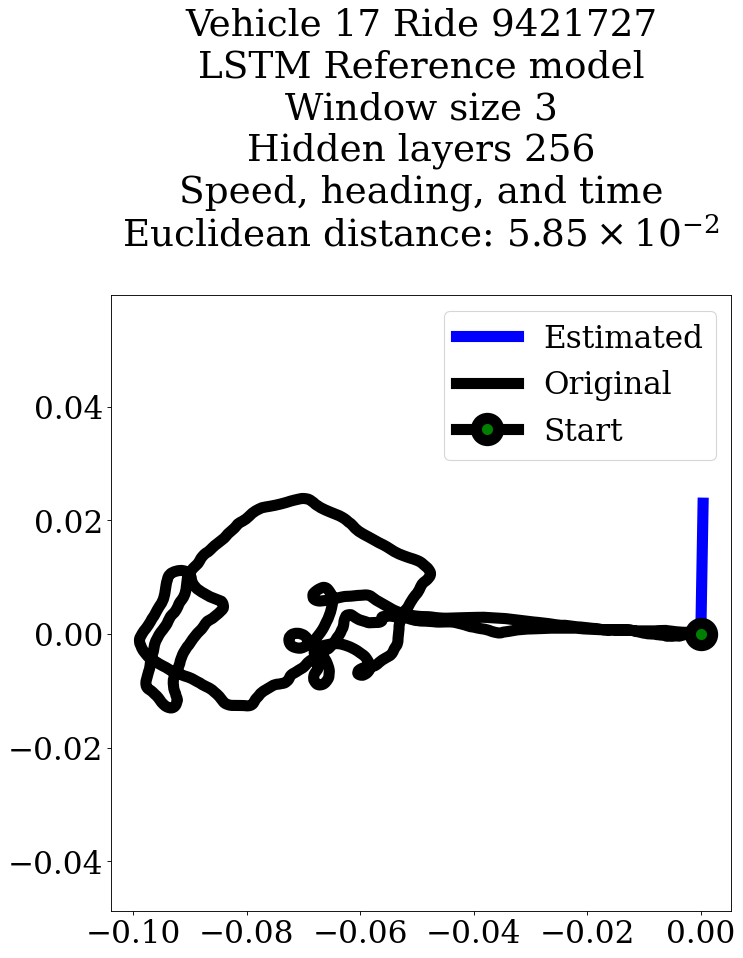 Vehicle 17 Ride 9421727
LSTM Reference model
Window size 3
Hidden layers 256
Speed, heading, and time
Euclidean distance: 5.85 × 10⁻²
Estimated
Original
Start
0.04
0.02
0.00
−0.02
−0.04
−0.10 −0.08 −0.06 −0.04 −0.02 0.00